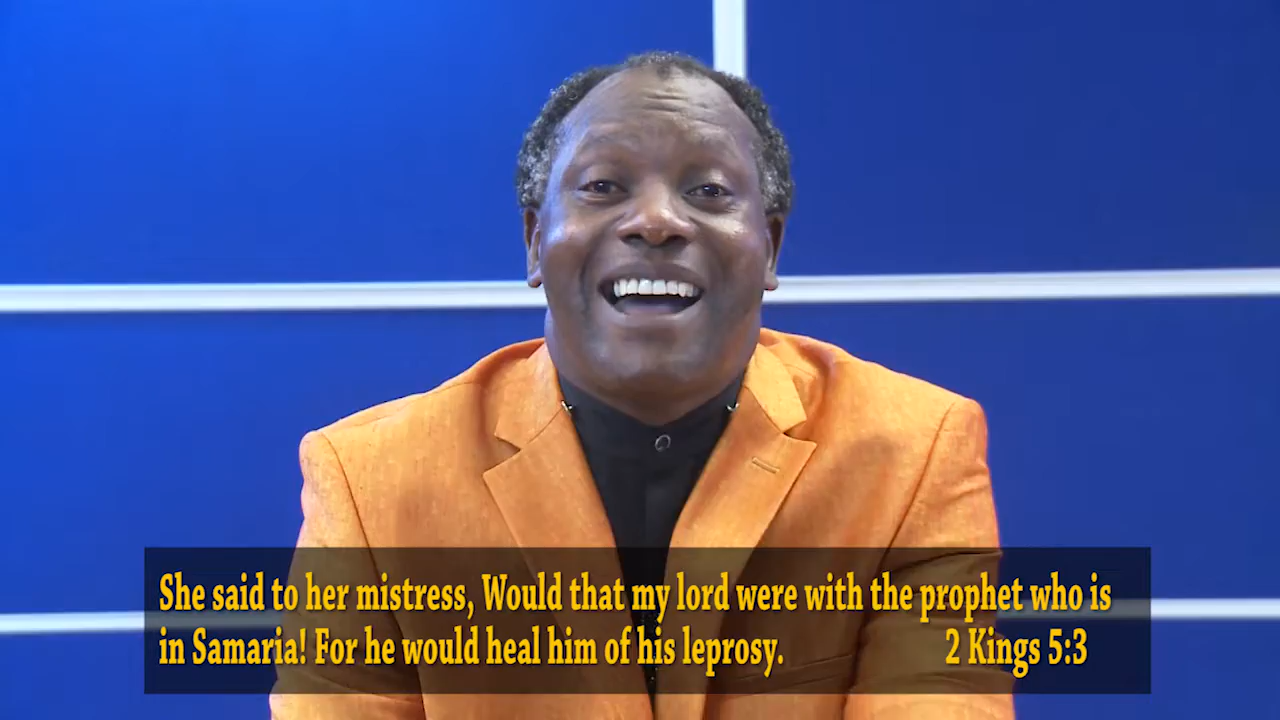 She said to her mistress, Would that my lord were with the prophet who is
in Samaria! For he would heal him of his leprosy. 2 Kings 5:3